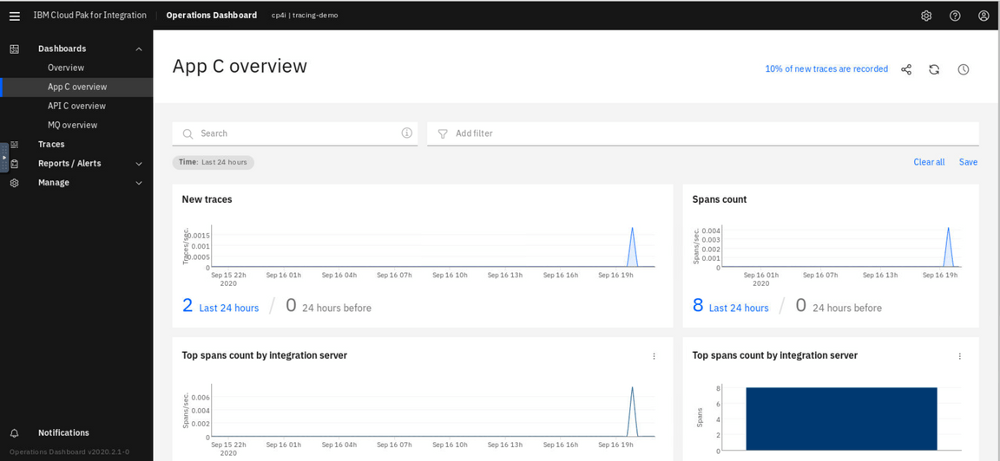 IBM Cloud Pak for Integration
Operations Dashboard
cp4i | tracing-demo
Dashboards
Overview
App C overview
API C overview
MQ overview
Traces
Reports / Alerts
Manage
Notifications
Operations Dashboard v2020.2.1-0
App C overview
10% of new traces are recorded
Search
Add filter
Time: Last 24 hours
Clear all
Save
New traces
Traces/sec.
0.0015
0.001
0.0005
0
Sep 15 22h Sep 16 01h Sep 16 04h Sep 16 07h Sep 16 10h Sep 16 13h Sep 16 16h Sep 16 19h
2020
2 Last 24 hours / 0 24 hours before
Spans count
Spans/sec.
0.004
0.003
0.002
0.001
0
Sep 16 01h Sep 16 07h Sep 16 13h Sep 16 19h
2020
8 Last 24 hours / 0 24 hours before
Top spans count by integration server
Spans/sec.
0.006
0.004
0.002
0
Sep 15 22h Sep 16 01h Sep 16 04h Sep 16 07h Sep 16 10h Sep 16 13h Sep 16 16h Sep 16 19h
2020
Top spans count by integration server
Spans
8
6
4
2
0